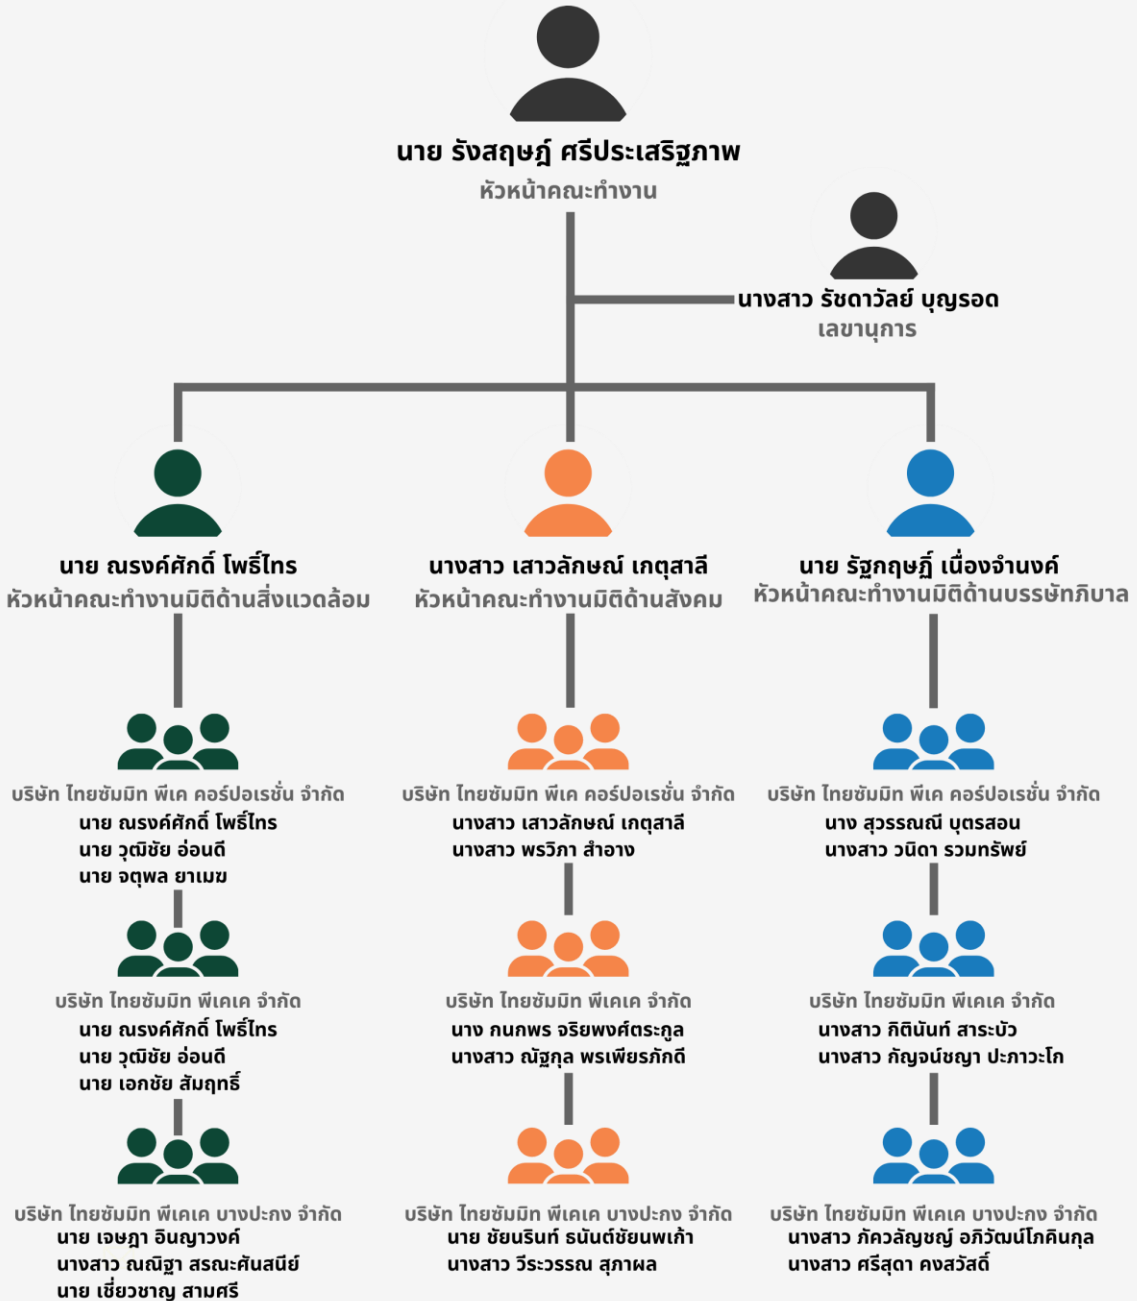 นาย รังสฤษฎ์ ศรีประเสริฐภาพ
หัวหน้าคณะทำงาน
นางสาว รัชดาวัลย์ บุญรอด
เลขานุการ
นาย ณรงค์ศักดิ์ โพธิ์ไทร
หัวหน้าคณะทำงานมิติด้านสิ่งแวดล้อม
นางสาว เสาวลักษณ์ เกตุสาลี
หัวหน้าคณะทำงานมิติด้านสังคม
นาย รัฐกฤษฎิ์ เนื่องจำนงค์
หัวหน้าคณะทำงานมิติด้านบรรษัทภิบาล
บริษัท ไทยซัมมิท พีเค คอร์ปอเรชั่น จำกัด
นาย ณรงค์ศักดิ์ โพธิ์ไทร
นาย วุฒิชัย อ่อนดี
นาย จตุพล ยาเมฆ
บริษัท ไทยซัมมิท พีเค คอร์ปอเรชั่น จำกัด
นางสาว เสาวลักษณ์ เกตุสาลี
นางสาว พรวิภา สำอาง
บริษัท ไทยซัมมิท พีเค คอร์ปอเรชั่น จำกัด
นาง สุวรรณณี บุตรสอน
นางสาว วนิดา รวมทรัพย์
บริษัท ไทยซัมมิท พีเคเค จำกัด
นาย ณรงค์ศักดิ์ โพธิ์ไทร
นาย วุฒิชัย อ่อนดี
นาย เอกชัย สัมฤทธิ์
บริษัท ไทยซัมมิท พีเคเค จำกัด
นาง กนกพร จริยพงศ์ตระกูล
นางสาว ณัฐกุล พรเพียรภักดี
บริษัท ไทยซัมมิท พีเคเค จำกัด
นางสาว กิตินันท์ สาระบัว
นางสาว กัญจน์ชญา ปะภาวะโก
บริษัท ไทยซัมมิท พีเคเค บางปะกง จำกัด
นาย เจษฎา อินญาวงค์
นางสาว ณณิฐา สรณะศันสนีย์
นาย เชี่ยวชาญ สามศรี
บริษัท ไทยซัมมิท พีเคเค บางปะกง จำกัด
นาย ชัยนรินท์ ธนันต์ชัยนพเก้า
นางสาว วีระวรรณ สุภาผล
บริษัท ไทยซัมมิท พีเคเค บางปะกง จำกัด
นางสาว ภัควลัญชญ์ อภิวัฒน์โภคินกุล
นางสาว ศรีสุดา คงสวัสดิ์